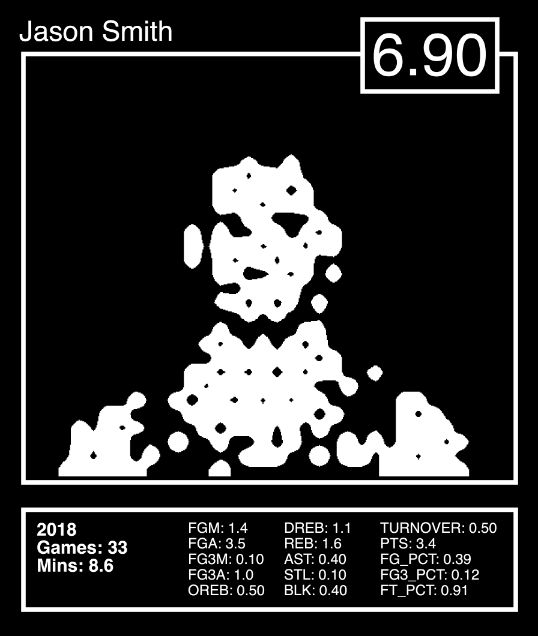 Jason Smith
6.90
2018
Games: 33
Mins: 8.6
FGM: 1.4
FGA: 3.5
FG3M: 0.10
FG3A: 1.0
OREB: 0.50
DREB: 1.1
REB: 1.6
AST: 0.40
STL: 0.10
BLK: 0.40
TURNOVER: 0.50
PTS: 3.4
FG_PCT: 0.39
FG3_PCT: 0.12
FT_PCT: 0.91